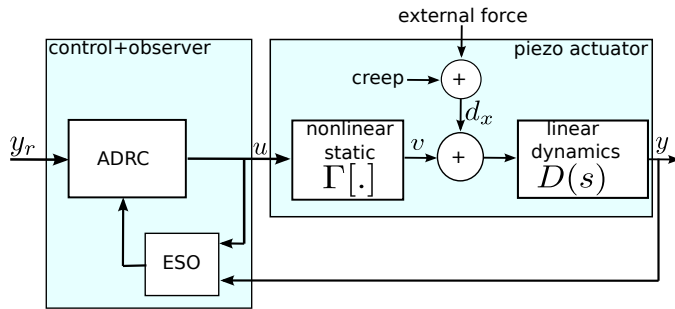 external force
control+observer
piezo actuator
creep
+
d_x
y_r
ADRC
u
nonlinear
static
Γ[.]
v
+
linear
dynamics
D(s)
y
ESO